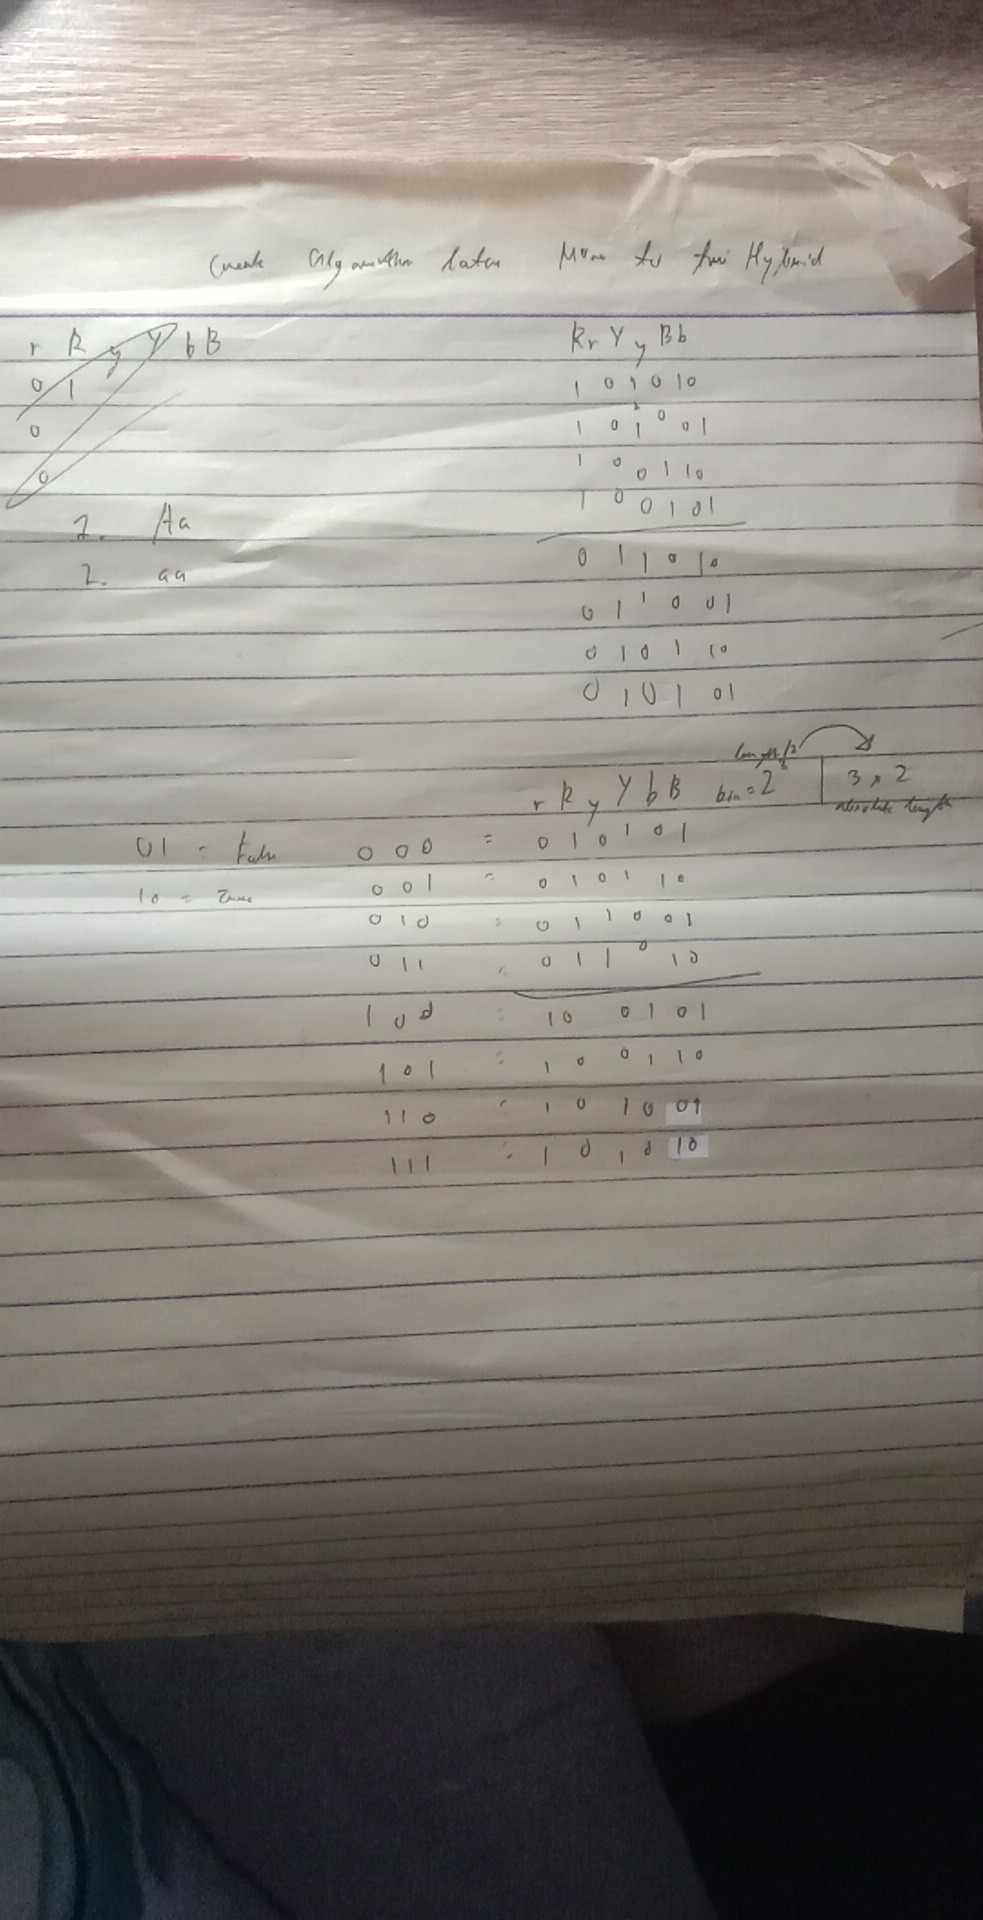 Create Algorithm later Mono to tri Hybrid
r R y Y b B
0 1
0
0
1. Aa
2. aa
R r Y y B b
1 0 1 0 1 0
1 0 1 0 0 1
1 0 0 1 1 0
1 0 0 1 0 1
0 1 1 0 1 0
0 1 1 0 0 1
0 1 0 1 1 0
0 1 0 1 0 1
length/2
r R y Y b B bin = 2 3 x 2
absolute length
01 = False 0 0 0 = 0 1 0 1 0 1
10 = 0 0 1 = 0 1 0 1 1 0
0 1 0 = 0 1 1 0 0 1
0 1 1 = 0 1 1 0 1 0
1 0 0 = 1 0 0 1 0 1
1 0 1 = 1 0 0 1 1 0
1 1 0 = 1 0 1 0 0 1
1 1 1 = 1 0 1 0 1 0